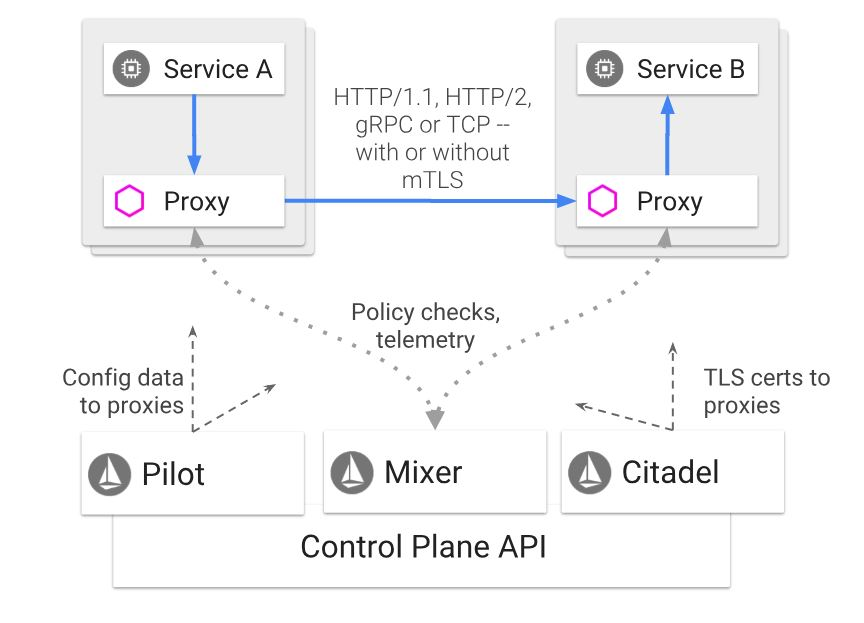 Service A
Service B
HTTP/1.1, HTTP/2,
gRPC or TCP --
with or without
mTLS
Proxy
Proxy
Policy checks,
telemetry
Config data
to proxies
TLS certs to
proxies
Pilot
Mixer
Citadel
Control Plane API